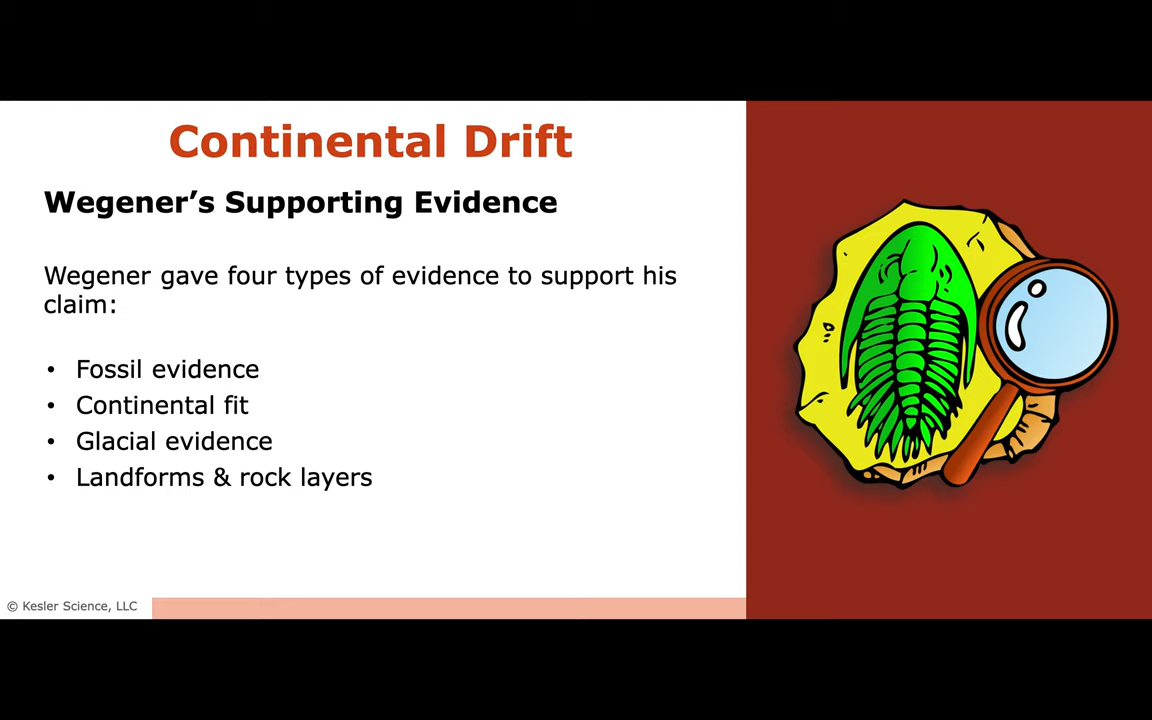 Continental Drift
Wegener’s Supporting Evidence
Wegener gave four types of evidence to support his
claim:
• Fossil evidence
• Continental fit
• Glacial evidence
• Landforms & rock layers
© Kesler Science, LLC